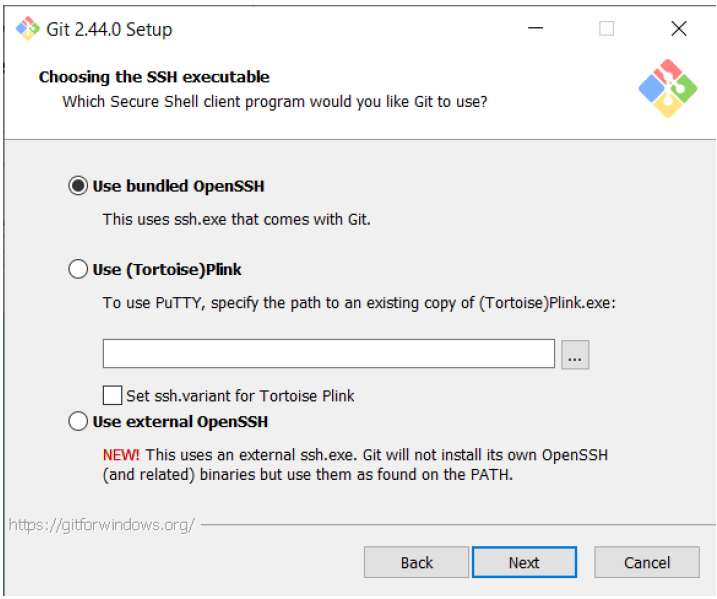 Git 2.44.0 Setup
Choosing the SSH executable
Which Secure Shell client program would you like Git to use?
Use bundled OpenSSH
This uses ssh.exe that comes with Git.
Use (Tortoise)Plink
To use PuTTY, specify the path to an existing copy of (Tortoise)Plink.exe:
...
Set ssh.variant for Tortoise Plink
Use external OpenSSH
NEW! This uses an external ssh.exe. Git will not install its own OpenSSH
(and related) binaries but use them as found on the PATH.
https://gitforwindows.org/
Back Next Cancel